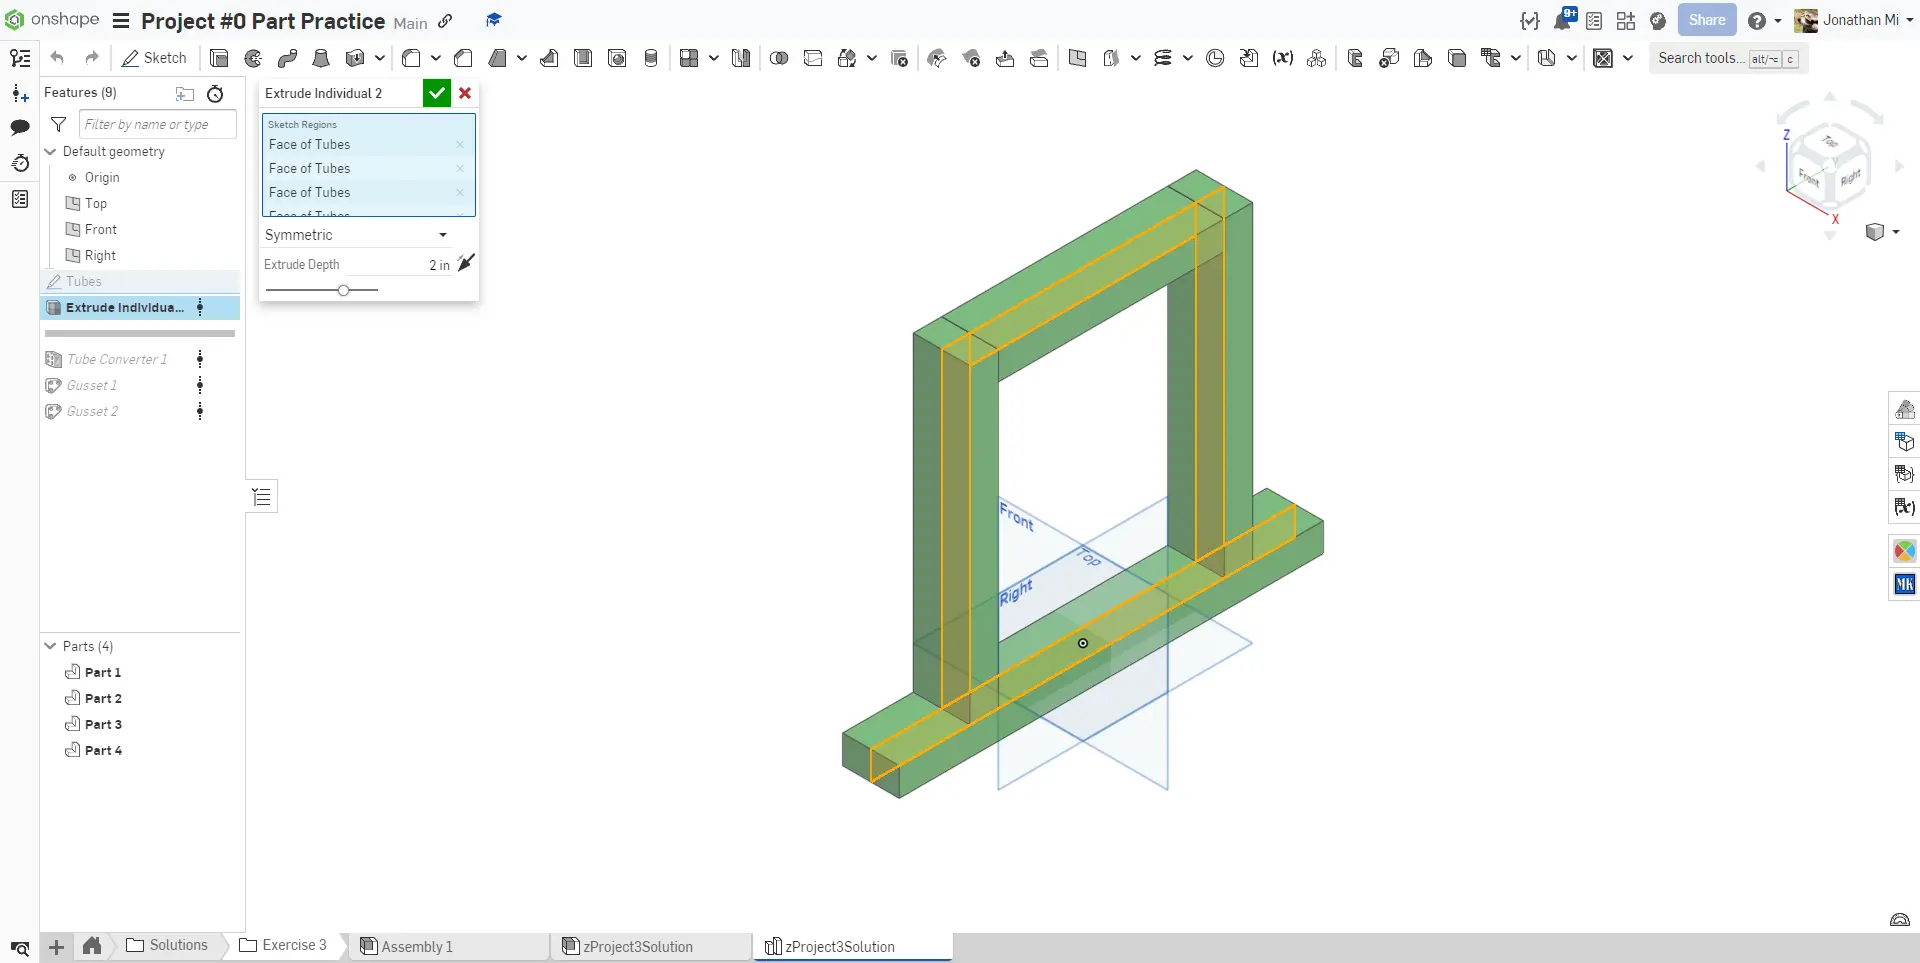 onshape
Project #0 Part Practice Main
9+
Share
Jonathan Mi
Sketch
Search tools... alt/⌥ c
Features (9)
Filter by name or type
Default geometry
Origin
Top
Front
Right
Tubes
Extrude Individua...
Tube Converter 1
Gusset 1
Gusset 2
Parts (4)
Part 1
Part 2
Part 3
Part 4
Extrude Individual 2
Sketch Regions
Face of Tubes
Face of Tubes
Face of Tubes
Face of Tubes
Symmetric
Extrude Depth 2 in
Front
Top
Right
Z
Top
Front
Right
X
(x)
(x)
MK
Solutions
Exercise 3
Assembly 1
zProject3Solution
zProject3Solution